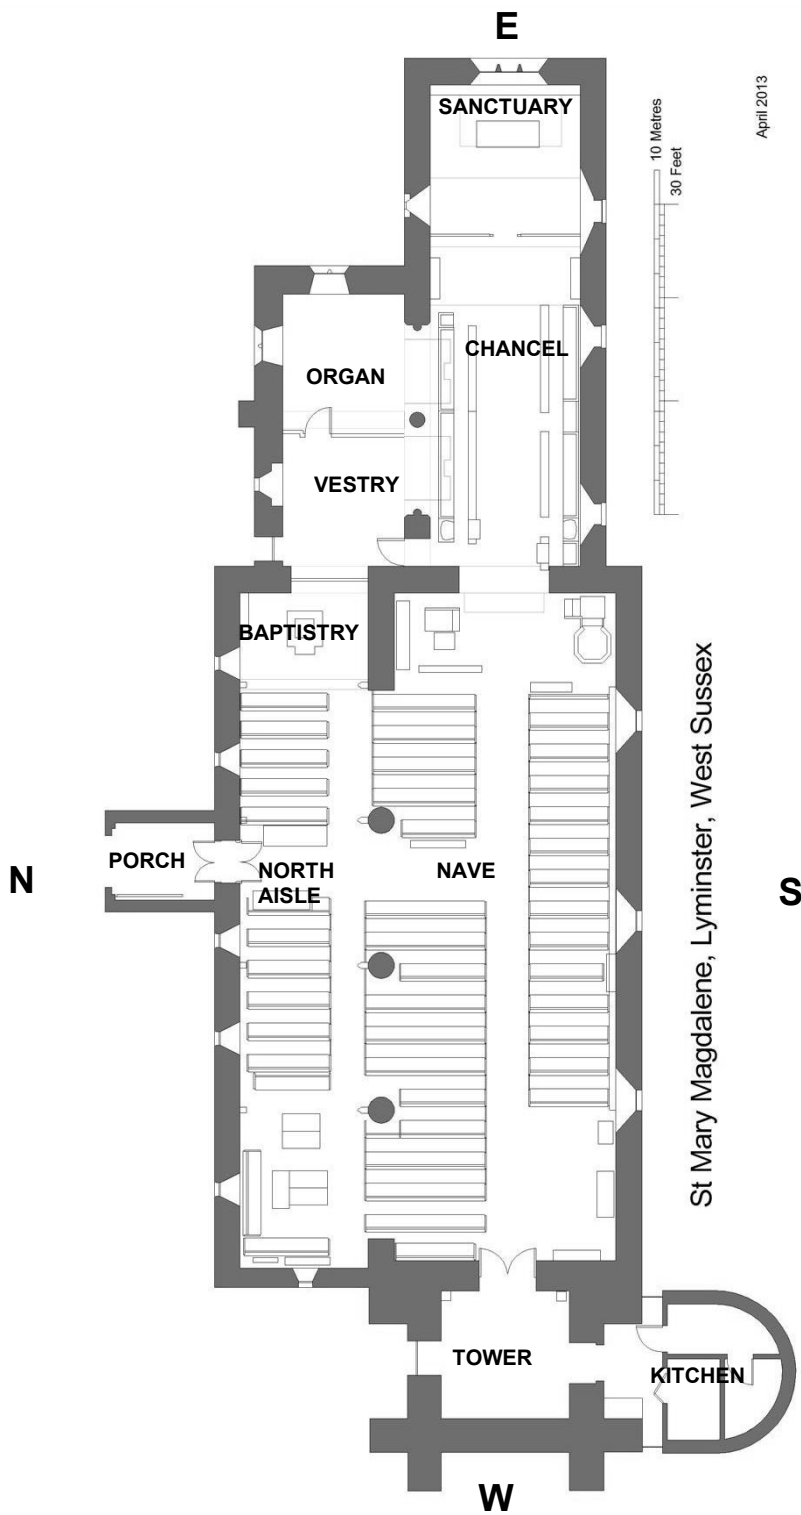 E
SANCTUARY
10 Metres
30 Feet
April 2013
CHANCEL
ORGAN
VESTRY
BAPTISTRY
St Mary Magdalene, Lyminster, West Sussex
PORCH
N
NORTH
AISLE
NAVE
S
TOWER
KITCHEN
W